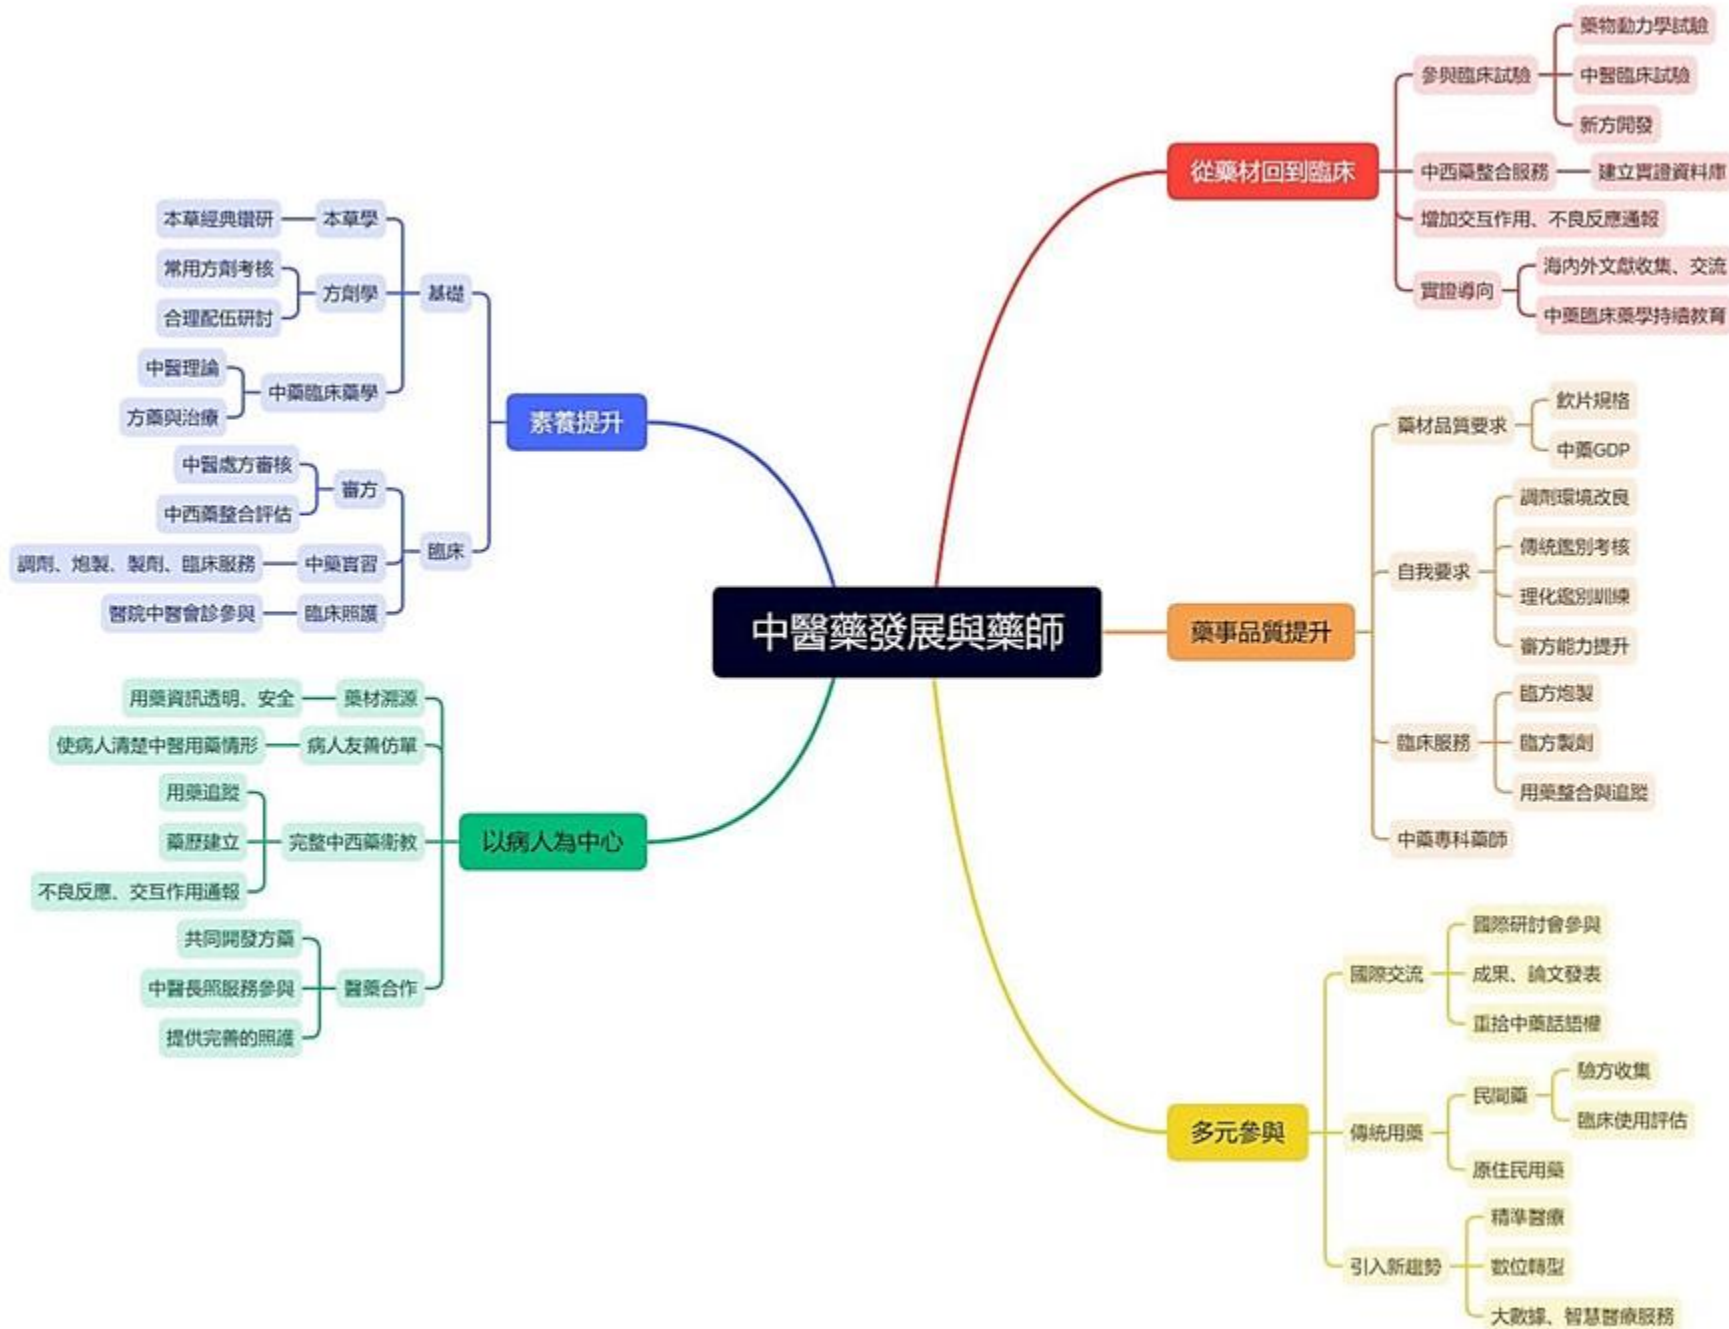 中醫藥發展與藥師
從藥材回到臨床
參與臨床試驗
藥物動力學試驗
中醫臨床試驗
新方開發
中西藥整合服務
建立實證資料庫
增加交互作用、不良反應通報
實證導向
海內外文獻收集、交流
中藥臨床藥學持續教育
藥事品質提升
藥材品質要求
飲片規格
中藥GDP
自我要求
調劑環境改良
傳統鑑別考核
理化鑑別訓練
審方能力提升
臨床服務
臨方炮製
臨方製劑
用藥整合與追蹤
中藥專科藥師
多元參與
國際交流
國際研討會參與
成果、論文發表
重拾中藥話語權
傳統用藥
民間藥
驗方收集
臨床使用評估
原住民用藥
引入新趨勢
精準醫療
數位轉型
大數據、智慧醫療服務
素養提升
基礎
本草學
本草經典鑽研
方劑學
常用方劑考核
合理配伍研討
中藥臨床藥學
中醫理論
方藥與治療
臨床
審方
中醫處方審核
中西藥整合評估
中藥實習
調劑、炮製、製劑、臨床服務
臨床照護
醫院中醫會診參與
以病人為中心
藥材溯源
用藥資訊透明、安全
病人友善仿單
使病人清楚中醫用藥情形
完整中西藥衛教
用藥追蹤
藥歷建立
不良反應、交互作用通報
醫藥合作
共同開發方藥
中醫長照服務參與
提供完善的照護